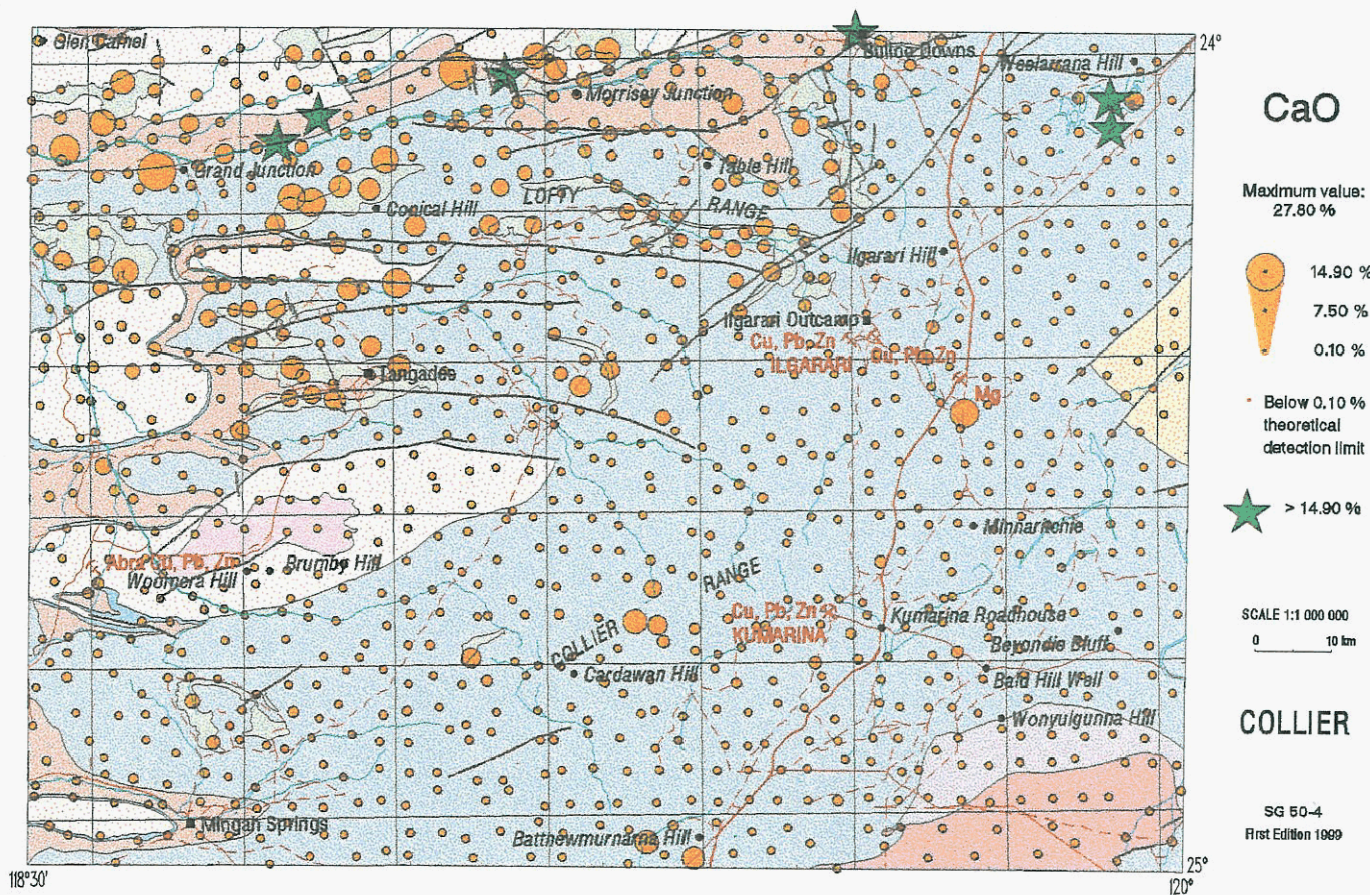 Glen Carnei
Bulloo Downs
24°
Weelarrana Hill
Morrisey Junction
Grand Junction
Table Hill
LOFTY
RANGE
Conical Hill
Ilgarari Hill
Ilgarari Outcamp
Cu, Pb, Zn
ILGARARI
Cu, Pb, Zn
Tangadee
Mg
Minnaritchie
Abra Cu, Pb, Zn
Brumby Hill
Woomera Hill
RANGE
Cu, Pb, Zn
KUMARINA
Kumarina Roadhouse
COLLIER
Beyondie Bluff
Cardawan Hill
Bald Hill Well
Wonyulgunna Hill
Mingah Springs
Batthewmurnarna Hill
25°
118°30'
120°
CaO
Maximum value:
27.80 %
14.90 %
7.50 %
0.10 %
Below 0.10 %
theoretical
detection limit
> 14.90 %
SCALE 1:1 000 000
0 10 km
COLLIER
SG 50-4
First Edition 1999